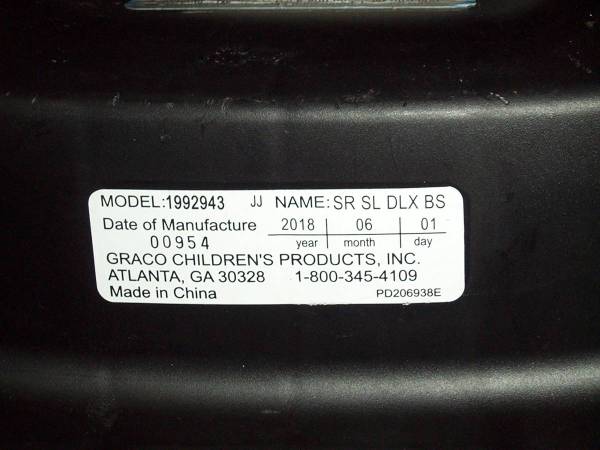 MODEL:1992943 JJ NAME:SR SL DLX BS
Date of Manufacture 2018 06 01
00954 year month day
GRACO CHILDREN'S PRODUCTS, INC.
ATLANTA, GA 30328 1-800-345-4109
Made in China PD206938E